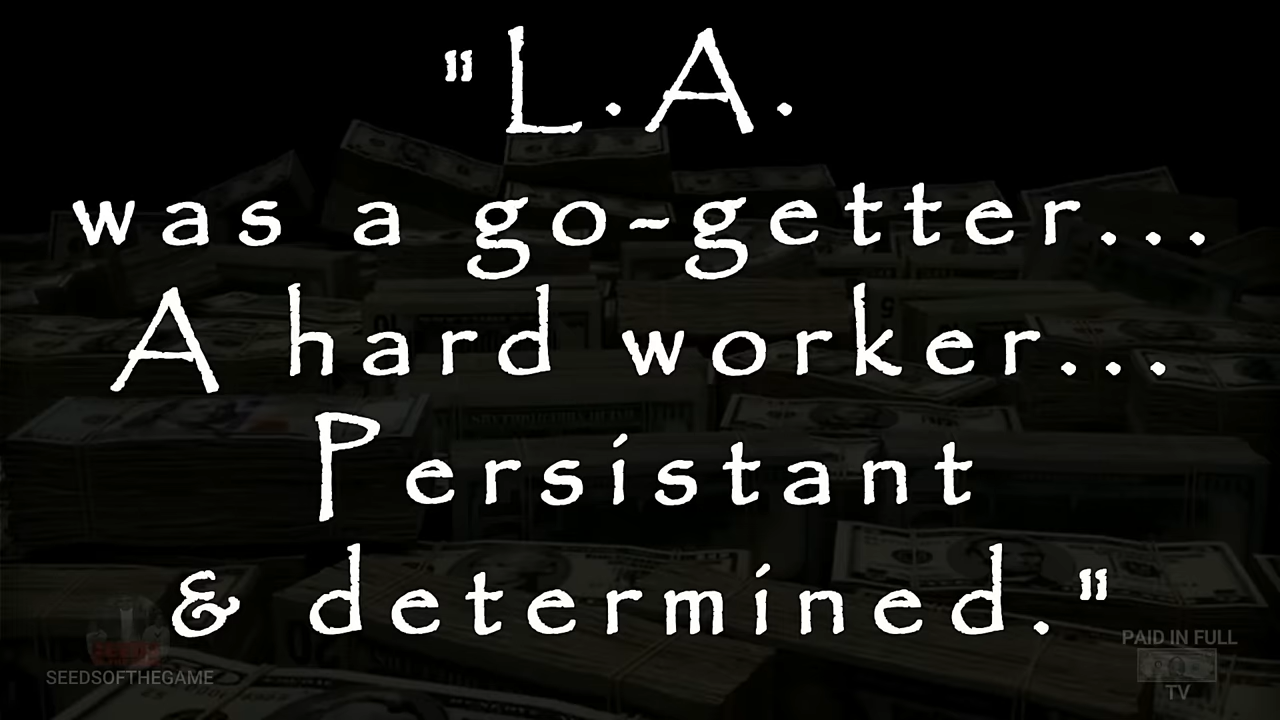 "L.A.
was a go-getter...
A hard worker...
Persistant
& determined."
PAID IN FULL
SEEDSOFTHEGAME
TV